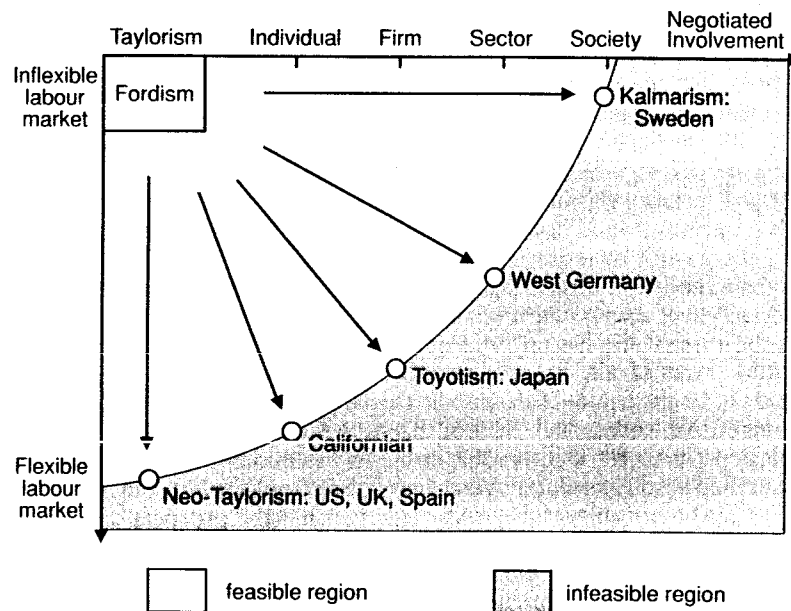 Taylorism Individual Firm Sector Society Negotiated
Involvement
Inflexible
labour
market
Fordism
Kalmarism:
Sweden
West Germany
Toyotism: Japan
Californian
Flexible
labour
market
Neo-Taylorism: US, UK, Spain
feasible region
infeasible region